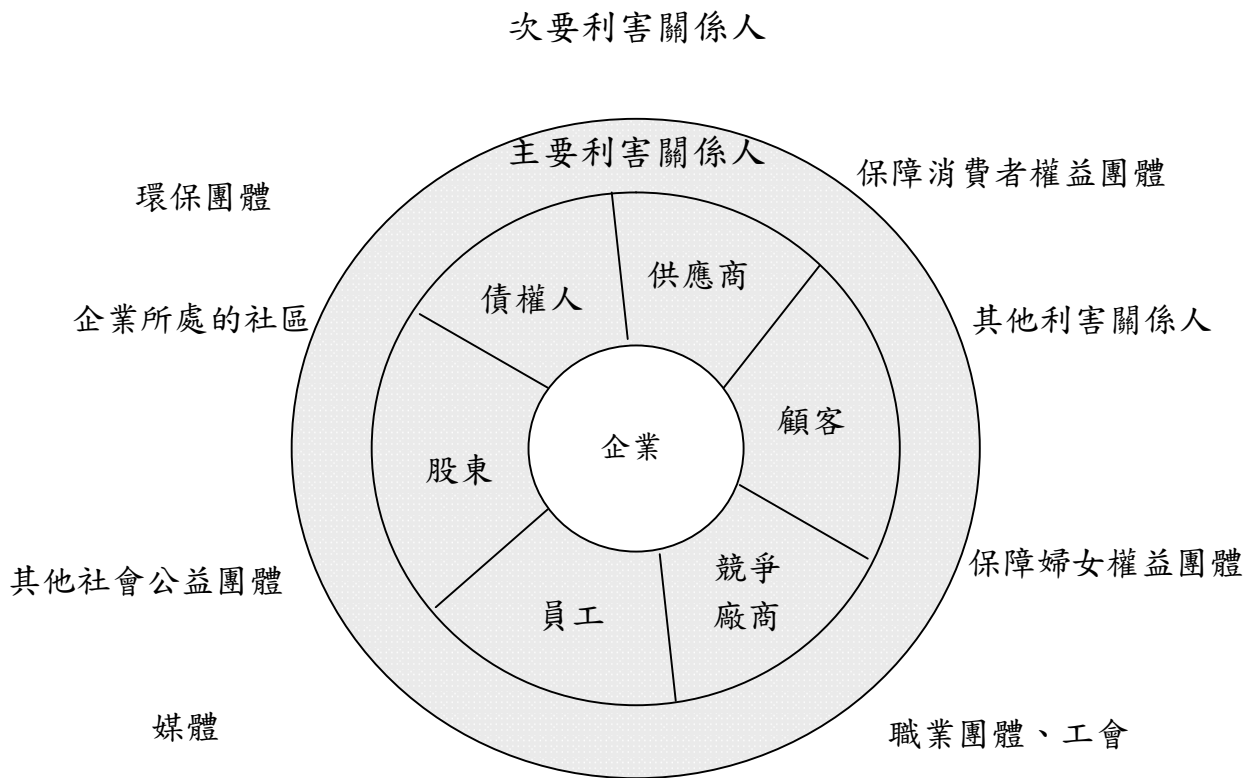 次要利害關係人
主要利害關係人
保障消費者權益團體
環保團體
供應商
債權人
企業所處的社區
其他利害關係人
顧客
企業
股東
競爭
廠商
保障婦女權益團體
其他社會公益團體
員工
媒體
職業團體、工會